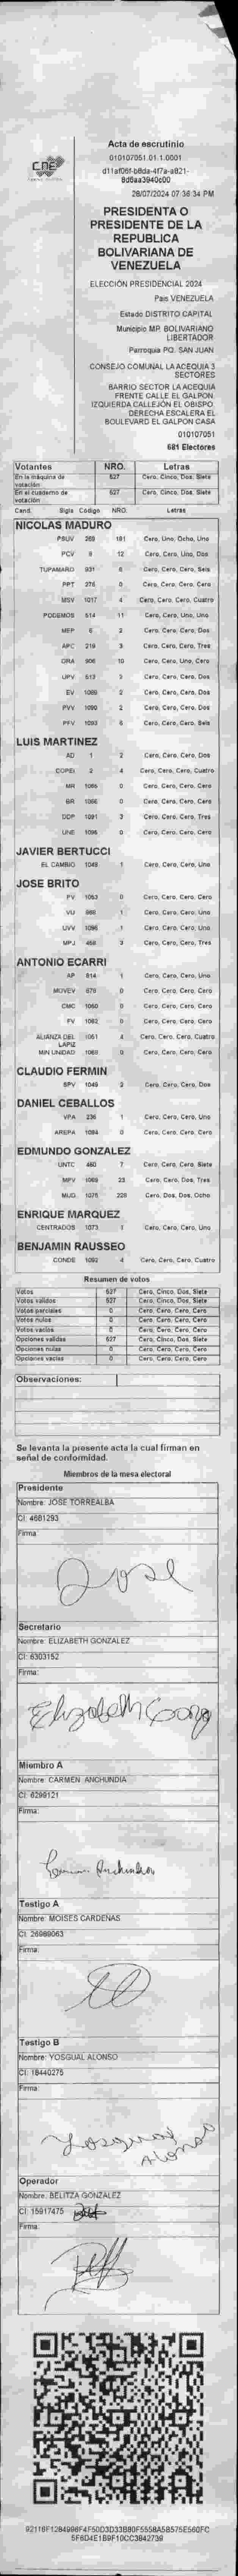 CNE
Acta de escrutinio
010107051.01.1.0001
d11af06f-b8da-4f7a-a821-
8d6aa3940c00
28/07/2024 07:36:34 PM
PRESIDENTA O
PRESIDENTE DE LA
REPUBLICA
BOLIVARIANA DE
VENEZUELA
ELECCIÓN PRESIDENCIAL 2024
Pais VENEZUELA
Estado DISTRITO CAPITAL
Municipio MP. BOLIVARIANO
LIBERTADOR
Parroquia PQ. SAN JUAN
CONSEJO COMUNAL LA ACEQUIA 3
SECTORES
BARRIO SECTOR LA ACEQUIA
FRENTE CALLE EL GALPON.
IZQUIERDA CALLEJÓN EL OBISPO.
DERECHA ESCALERA EL
BOULEVARD EL GALPON CASA
010107051
681 Electores
Votantes NRO. Letras
En la máquina de votación 527 Cero, Cinco, Dos, Siete
En el cuaderno de votación 527 Cero, Cinco, Dos, Siete
Cand. Sigla Código NRO. Letras
NICOLAS MADURO
PSUV 269 181 Cero, Uno, Ocho, Uno
PCV 8 12 Cero, Cero, Uno, Dos
TUPAMARO 931 6 Cero, Cero, Cero, Seis
PPT 376 0 Cero, Cero, Cero, Cero
MSV 1017 4 Cero, Cero, Cero, Cuatro
PODEMOS 514 11 Cero, Cero, Uno, Uno
MEP 6 2 Cero, Cero, Cero, Dos
APC 219 3 Cero, Cero, Cero, Tres
ORA 906 10 Cero, Cero, Uno, Cero
UPV 513 2 Cero, Cero, Cero, Dos
EV 1089 2 Cero, Cero, Cero, Dos
PVV 1090 2 Cero, Cero, Cero, Dos
PFV 1093 6 Cero, Cero, Cero, Seis
LUIS MARTINEZ
AD 1 2 Cero, Cero, Cero, Dos
COPEI 2 4 Cero, Cero, Cero, Cuatro
MR 1065 0 Cero, Cero, Cero, Cero
BR 1066 0 Cero, Cero, Cero, Cero
DDP 1091 3 Cero, Cero, Cero, Tres
UNE 1095 0 Cero, Cero, Cero, Cero
JAVIER BERTUCCI
EL CAMBIO 1048 1 Cero, Cero, Cero, Uno
JOSE BRITO
PV 1053 0 Cero, Cero, Cero, Cero
VU 988 1 Cero, Cero, Cero, Uno
UVV 1096 1 Cero, Cero, Cero, Uno
MPJ 458 3 Cero, Cero, Cero, Tres
ANTONIO ECARRI
AP 814 1 Cero, Cero, Cero, Uno
MOVEV 679 0 Cero, Cero, Cero, Cero
CMC 1060 0 Cero, Cero, Cero, Cero
FV 1062 0 Cero, Cero, Cero, Cero
ALIANZA DEL LAPIZ 1051 4 Cero, Cero, Cero, Cuatro
MIN UNIDAD 1068 0 Cero, Cero, Cero, Cero
CLAUDIO FERMIN
SPV 1049 2 Cero, Cero, Cero, Dos
DANIEL CEBALLOS
VPA 236 1 Cero, Cero, Cero, Uno
AREPA 1084 0 Cero, Cero, Cero, Cero
EDMUNDO GONZALEZ
UNTC 460 7 Cero, Cero, Cero, Siete
MPV 1069 23 Cero, Cero, Dos, Tres
MUD 1075 228 Cero, Dos, Dos, Ocho
ENRIQUE MARQUEZ
CENTRADOS 1073 1 Cero, Cero, Cero, Uno
BENJAMIN RAUSSEO
CONDE 1092 4 Cero, Cero, Cero, Cuatro
Resumen de votos
Votos 527 Cero, Cinco, Dos, Siete
Votos validos 527 Cero, Cinco, Dos, Siete
Votos parciales 0 Cero, Cero, Cero, Cero
Votos nulos 0 Cero, Cero, Cero, Cero
Votos vacios 0 Cero, Cero, Cero, Cero
Opciones validas 527 Cero, Cinco, Dos, Siete
Opciones nulas 0 Cero, Cero, Cero, Cero
Opciones vacias 0 Cero, Cero, Cero, Cero
Observaciones:
Se levanta la presente acta la cual firman en
señal de conformidad.
Miembros de la mesa electoral
Presidente
Nombre: JOSE TORREALBA
CI: 4681293
Firma:
Jose
Secretario
Nombre: ELIZABETH GONZALEZ
CI: 6303152
Firma:
Elizabeth Gonz
Miembro A
Nombre: CARMEN ANCHUNDIA
CI: 6299121
Firma:
Carmen Anchundia
Testigo A
Nombre: MOISES CARDENAS
CI: 26989063
Firma:
Testigo B
Nombre: YOSGUAL ALONSO
CI: 18440275
Firma:
Yosgual
Alonso
Operador
Nombre: BELITZA GONZALEZ
CI: 15917475
Firma: